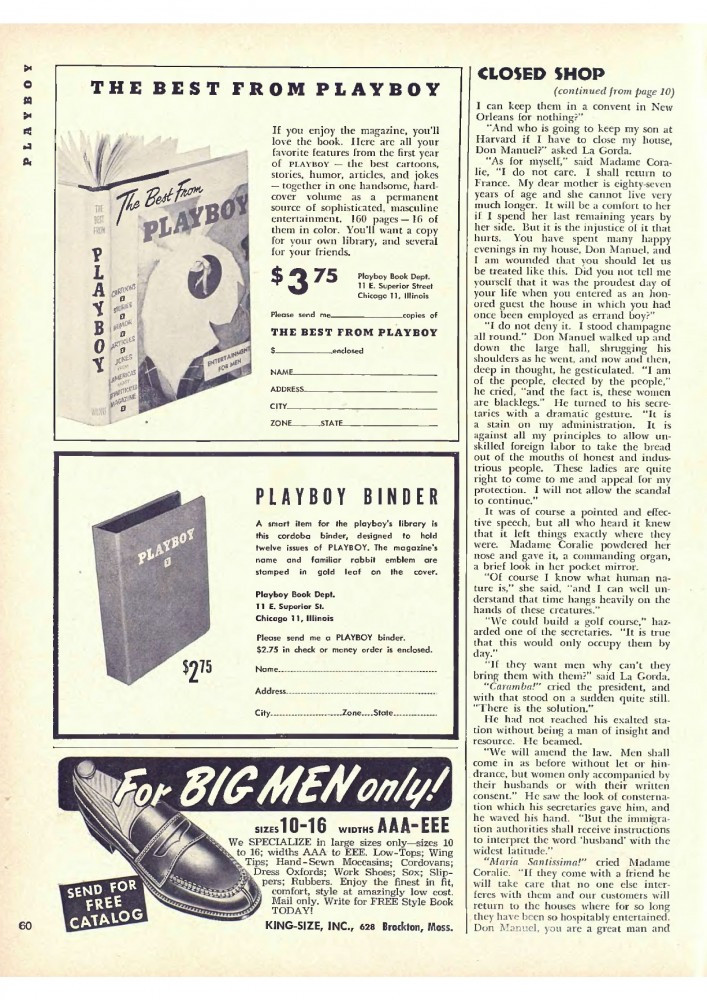 PLAYBOY
THE BEST FROM PLAYBOY
THE BEST FROM
PLAYBOY
The Best From
PLAYBOY
CARTOONS
STORIES
HUMOR
ARTICLES
JOKES
FROM
AMERICA'S
MOST
SOPHISTICATED
MAGAZINE
ENTERTAINMENT
FOR MEN
If you enjoy the magazine, you'll
love the book. Here are all your
favorite features from the first year
of PLAYBOY — the best cartoons,
stories, humor, articles, and jokes
— together in one handsome, hard-
cover volume as a permanent
source of sophisticated, masculine
entertainment. 160 pages — 16 of
them in color. You'll want a copy
for your own library, and several
for your friends.
$375
Playboy Book Dept.
11 E. Superior Street
Chicago 11, Illinois
Please send me copies of
THE BEST FROM PLAYBOY
$ enclosed
NAME
ADDRESS
CITY
ZONE STATE
PLAYBOY
$275
PLAYBOY BINDER
A smart item for the playboy's library is
this cordoba binder, designed to hold
twelve issues of PLAYBOY. The magazine's
name and familiar rabbit emblem are
stamped in gold leaf on the cover.
Playboy Book Dept.
11 E. Superior St.
Chicago 11, Illinois
Please send me a PLAYBOY binder.
$2.75 in check or money order is enclosed.
Name
Address
City Zone State
For BIG MEN only!
SIZES 10-16 WIDTHS AAA-EEE
We SPECIALIZE in large sizes only—sizes 10
to 16; widths AAA to EEE. Low-Tops; Wing
Tips; Hand-Sewn Moccasins; Cordovans;
Dress Oxfords; Work Shoes; Sox; Slip-
pers; Rubbers. Enjoy the finest in fit,
comfort, style at amazingly low cost.
Mail only. Write for FREE Style Book
TODAY!
SEND FOR
FREE
CATALOG
KING-SIZE, INC., 628 Brockton, Mass.
60
CLOSED SHOP
(continued from page 10)
I can keep them in a convent in New
Orleans for nothing?"
"And who is going to keep my son at
Harvard if I have to close my house,
Don Manuel?" asked La Gorda.
"As for myself," said Madame Cora-
lie, "I do not care. I shall return to
France. My dear mother is eighty-seven
years of age and she cannot live very
much longer. It will be a comfort to her
if I spend her last remaining years by
her side. But it is the injustice of it that
hurts. You have spent many happy
evenings in my house, Don Manuel, and
I am wounded that you should let us
be treated like this. Did you not tell me
yourself that it was the proudest day of
your life when you entered as an hon-
ored guest the house in which you had
once been employed as errand boy?"
"I do not deny it. I stood champagne
all round." Don Manuel walked up and
down the large hall, shrugging his
shoulders as he went, and now and then,
deep in thought, he gesticulated. "I am
of the people, elected by the people,"
he cried, "and the fact is, these women
are blacklegs." He turned to his secre-
taries with a dramatic gesture. "It is
a stain on my administration. It is
against all my principles to allow un-
skilled foreign labor to take the bread
out of the mouths of honest and indus-
trious people. These ladies are quite
right to come to me and appeal for my
protection. I will not allow the scandal
to continue."
It was of course a pointed and effec-
tive speech, but all who heard it knew
that it left things exactly where they
were. Madame Coralie powdered her
nose and gave it, a commanding organ,
a brief look in her pocket mirror.
"Of course I know what human na-
ture is," she said, "and I can well un-
derstand that time hangs heavily on the
hands of these creatures."
"We could build a golf course," haz-
arded one of the secretaries. "It is true
that this would only occupy them by
day."
"If they want men why can't they
bring them with them?" said La Gorda.
"Caramba!" cried the president, and
with that stood on a sudden quite still.
"There is the solution."
He had not reached his exalted sta-
tion without being a man of insight and
resource. He beamed.
"We will amend the law. Men shall
come in as before without let or hin-
drance, but women only accompanied by
their husbands or with their written
consent." He saw the look of consterna-
tion which his secretaries gave him, and
he waved his hand. "But the immigra-
tion authorities shall receive instructions
to interpret the word 'husband' with the
widest latitude."
"Maria Santissima!" cried Madame
Coralie. "If they come with a friend he
will take care that no one else inter-
feres with them and our customers will
return to the houses where for so long
they have been so hospitably entertained.
Don Manuel, you are a great man and